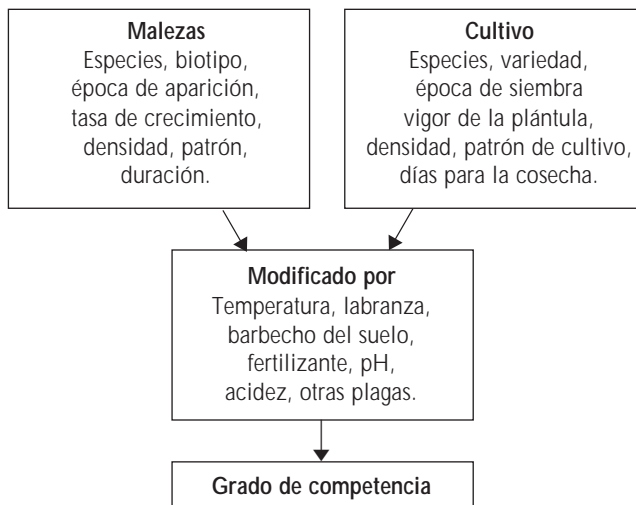 Malezas
Especies, biotipo,
época de aparición,
tasa de crecimiento,
densidad, patrón,
duración.
Cultivo
Especies, variedad,
época de siembra
vigor de la plántula,
densidad, patrón de cultivo,
días para la cosecha.
Modificado por
Temperatura, labranza,
barbecho del suelo,
fertilizante, pH,
acidez, otras plagas.
Grado de competencia